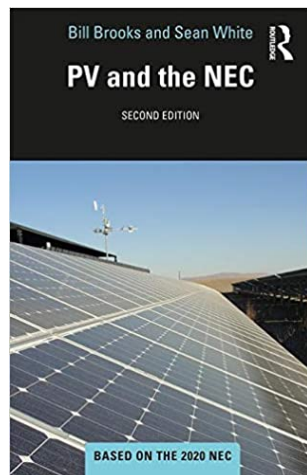 Bill Brooks and Sean White
ROUTLEDGE
PV and the NEC
SECOND EDITION
BASED ON THE 2020 NEC